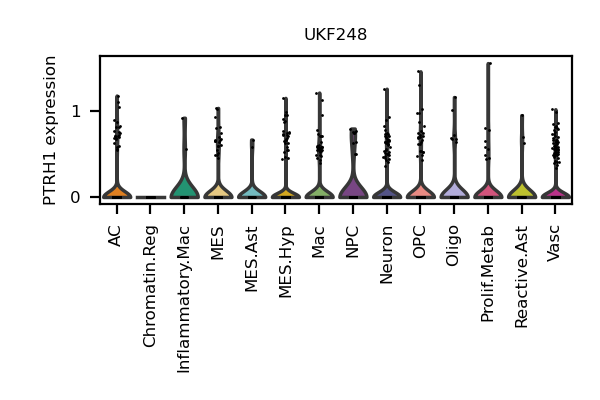 UKF248
PTRH1 expression
1
0
AC
Chromatin.Reg
Inflammatory.Mac
MES
MES.Ast
MES.Hyp
Mac
NPC
Neuron
OPC
Oligo
Prolif.Metab
Reactive.Ast
Vasc